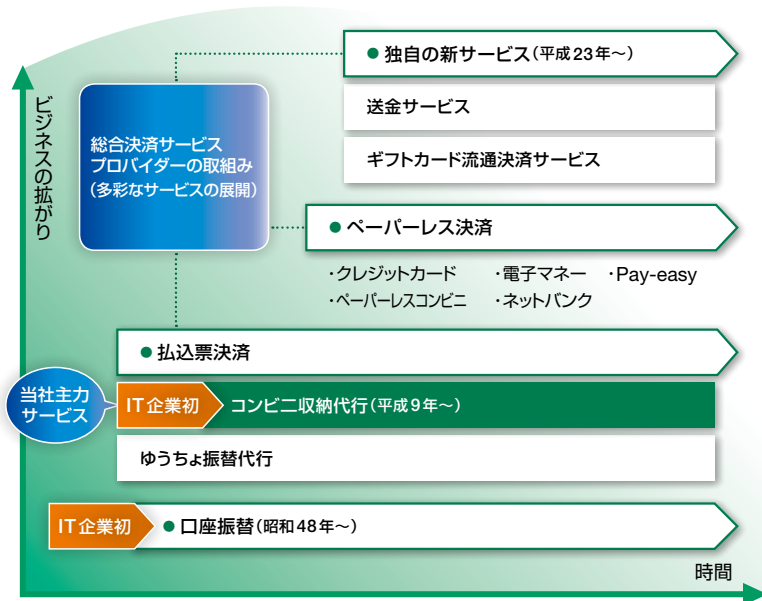 ビジネスの拡がり
● 独自の新サービス(平成23年～)
送金サービス
ギフトカード流通決済サービス
総合決済サービス
プロバイダーの取組み
(多彩なサービスの展開)
● ペーパーレス決済
・クレジットカード ・電子マネー ・Pay-easy
・ペーパーレスコンビニ ・ネットバンク
● 払込票決済
当社主力
サービス
IT企業初 コンビニ収納代行(平成9年～)
ゆうちょ振替代行
IT企業初 ● 口座振替(昭和48年～)
時間